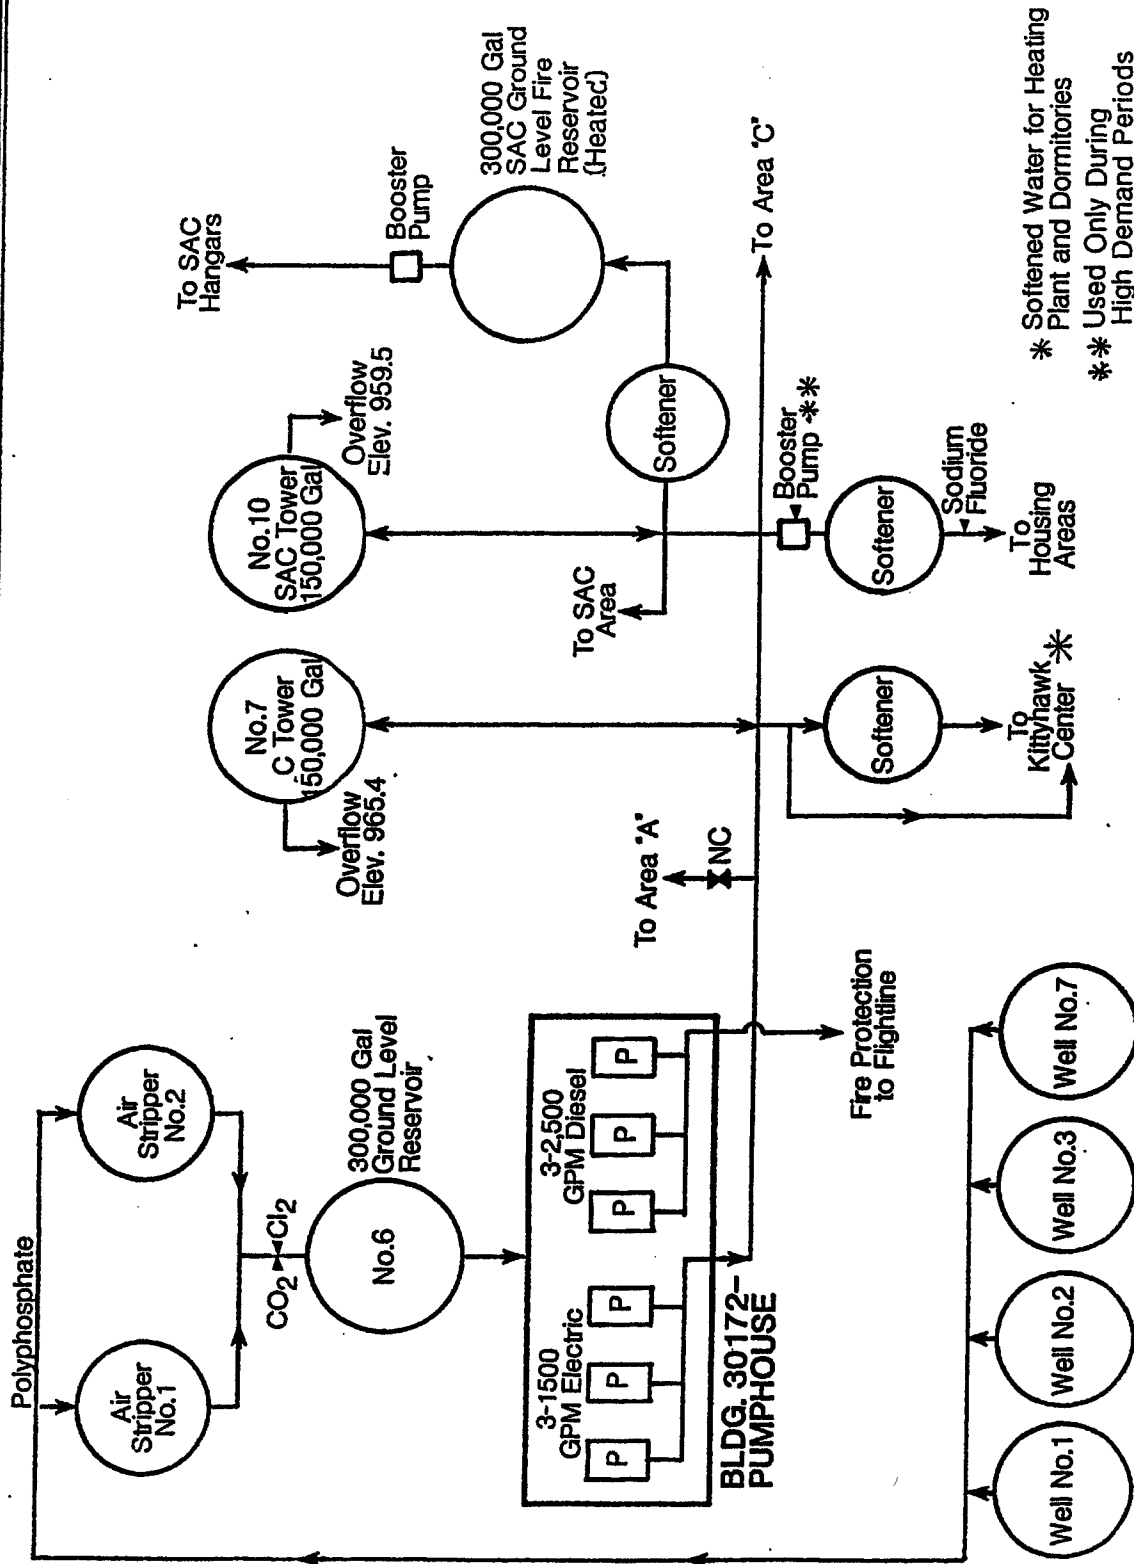 Polyphosphate
Air
Stripper
No.1
Air
Stripper
No.2
CO2
Cl2
No.6
300,000 Gal
Ground Level
Reservoir
3-1500
GPM Electric
P
P
P
3-2,500
GPM Diesel
P
P
P
BLDG. 30172-
PUMPHOUSE
Fire Protection
to Flightline
Well No.1
Well No.2
Well No.3
Well No.7
No.7
C Tower
150,000 Gal
Overflow
Elev. 965.4
No.10
SAC Tower
150,000 Gal
Overflow
Elev. 959.5
To SAC
Hangars
Booster
Pump
300,000 Gal
SAC Ground
Level Fire
Reservoir
(Heated)
To SAC
Area
Softener
To Area "A"
NC
To Area "C"
Booster
Pump **
Softener
To
Kittyhawk
Center *
Softener
Sodium
Fluoride
To
Housing
Areas
* Softened Water for Heating
Plant and Dormitories
** Used Only During
High Demand Periods